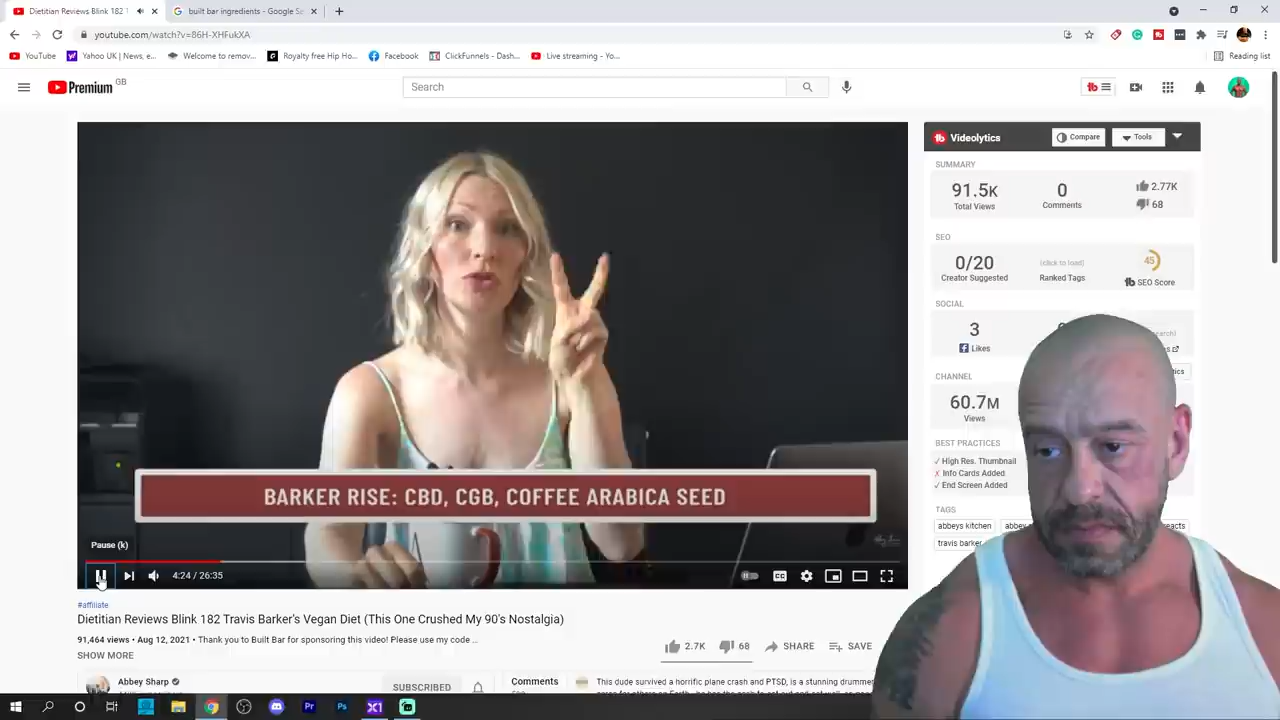 Dietitian Reviews Blink 182 T
built bar ingredients - Google Se
youtube.com/watch?v=86H-XHFukXA
YouTube
Yahoo UK | News, e...
Welcome to remov...
Royalty free Hip Ho...
Facebook
ClickFunnels - Dash...
Live streaming - Yo...
Reading list
Premium GB
Search
Videolytics
Compare
Tools
SUMMARY
91.5K
0
2.77K
Total Views
Comments
68
SEO
0/20
(click to load)
45
Creator Suggested
Ranked Tags
SEO Score
SOCIAL
3
Likes
CHANNEL
60.7M
Views
BEST PRACTICES
High Res. Thumbnail
Info Cards Added
End Screen Added
TAGS
abbeys kitchen
abbey
travis barker
BARKER RISE: CBD, CGB, COFFEE ARABICA SEED
Pause (k)
4:24 / 26:35
CC
#affiliate
Dietitian Reviews Blink 182 Travis Barker's Vegan Diet (This One Crushed My 90's Nostalgia)
91,464 views • Aug 12, 2021 • Thank you to Built Bar for sponsoring this video! Please use my code ...
SHOW MORE
2.7K
68
SHARE
SAVE
Abbey Sharp
SUBSCRIBED
Comments
This dude survived a horrific plane crash and PTSD, is a stunning drummer